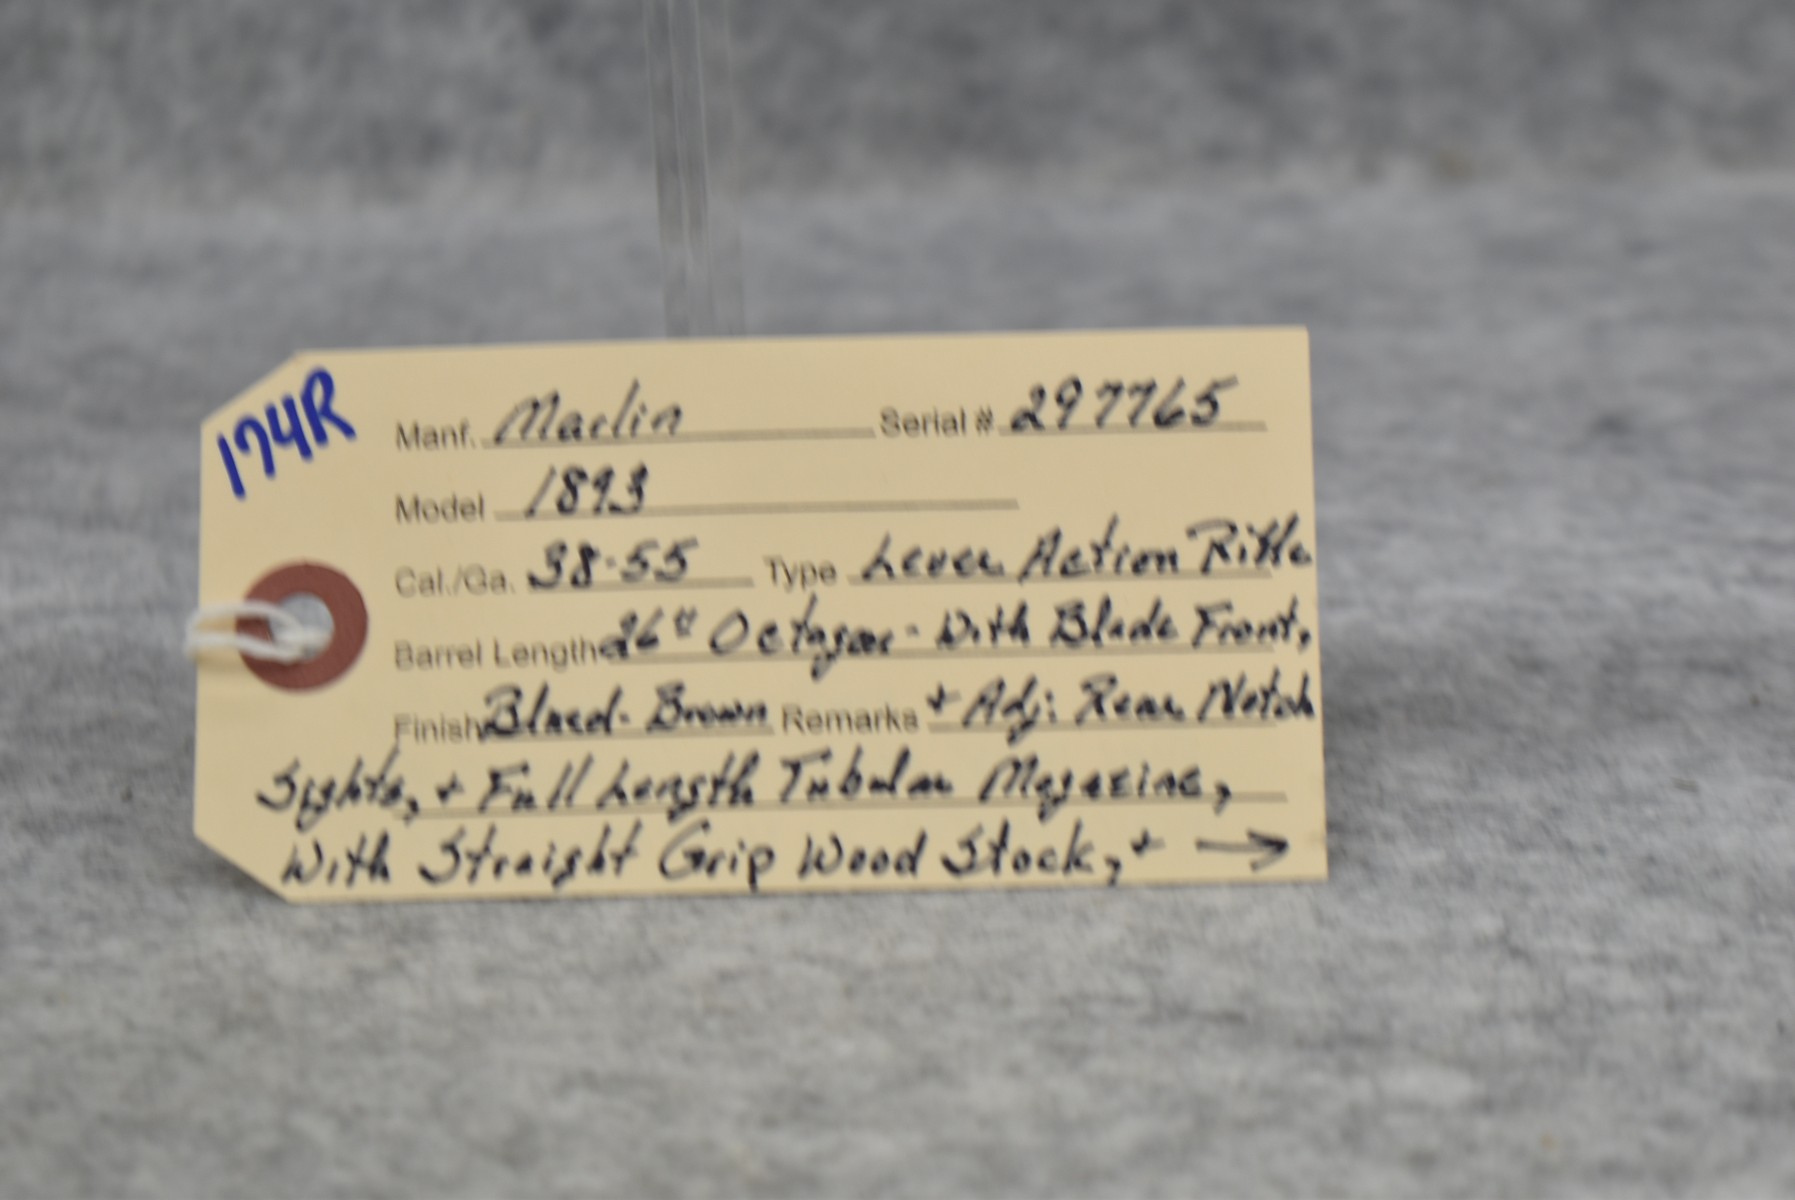 174R
Manf. Marlin Serial # 297765
Model 1893
Cal./Ga. 38-55 Type Lever Action Rifle
Barrel Length 26" Octagon - With Blade Front,
Finish Blued - Brown Remarks + Adj: Rear Notch
Sights, + Full Length Tubular Magazine,
With Straight Grip Wood Stock, + →